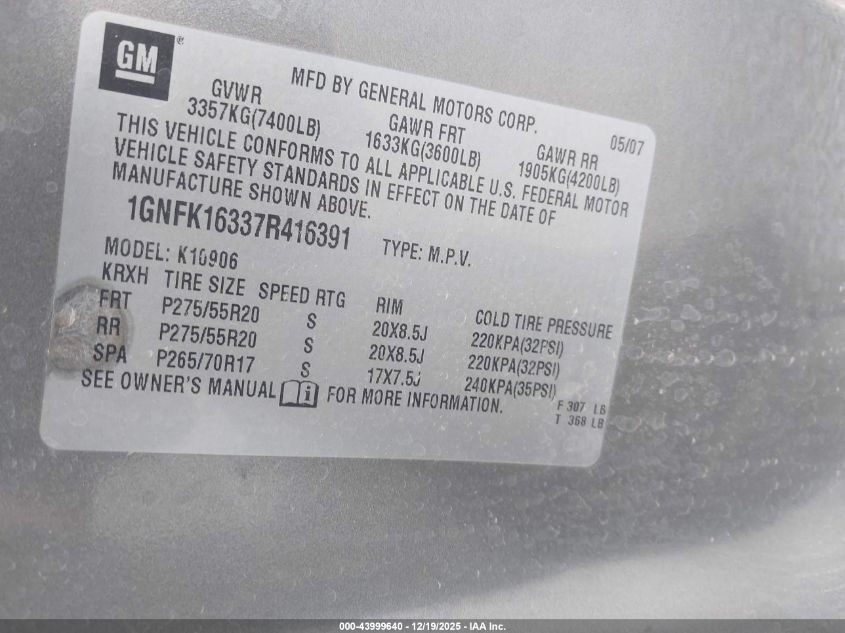 GM®
MFD BY GENERAL MOTORS CORP. 05/07
GVWR GAWR FRT GAWR RR
3357KG(7400LB) 1633KG(3600LB) 1905KG(4200LB)
THIS VEHICLE CONFORMS TO ALL APPLICABLE U.S. FEDERAL MOTOR
VEHICLE SAFETY STANDARDS IN EFFECT ON THE DATE OF
MANUFACTURE SHOWN ABOVE.
1GNFK16337R416391 TYPE: M.P.V.
MODEL: K10906
KRXH TIRE SIZE SPEED RTG RIM COLD TIRE PRESSURE
FRT P275/55R20 S 20X8.5J 220KPA(32PSI)
RR P275/55R20 S 20X8.5J 220KPA(32PSI)
SPA P265/70R17 S 17X7.5J 240KPA(35PSI)
SEE OWNER'S MANUAL i FOR MORE INFORMATION.
F 307 LB
T 368 LB
000-43999640 - 12/19/2025 - IAA Inc.